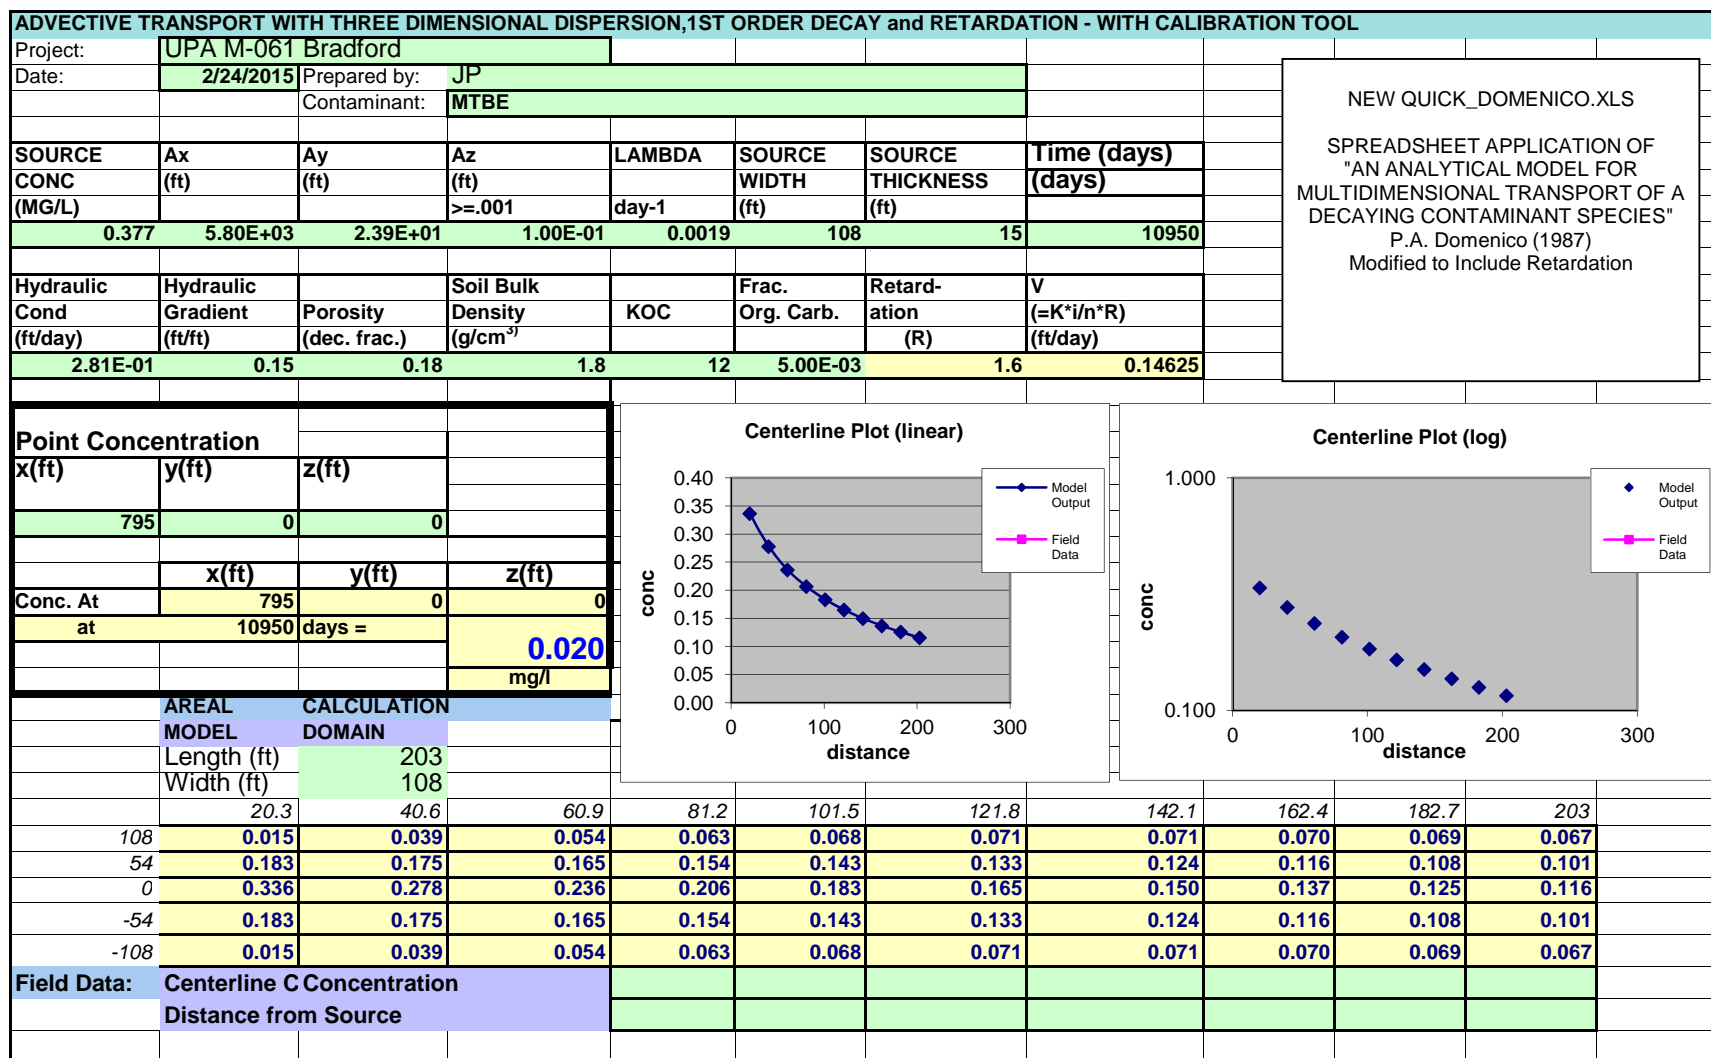 ADVECTIVE TRANSPORT WITH THREE DIMENSIONAL DISPERSION,1ST ORDER DECAY and RETARDATION - WITH CALIBRATION TOOL
Project: UPA M-061 Bradford
Date: 2/24/2015 Prepared by: JP
Contaminant: MTBE
NEW QUICK_DOMENICO.XLS
SPREADSHEET APPLICATION OF
"AN ANALYTICAL MODEL FOR
MULTIDIMENSIONAL TRANSPORT OF A
DECAYING CONTAMINANT SPECIES"
P.A. Domenico (1987)
Modified to Include Retardation
SOURCE Ax Ay Az LAMBDA SOURCE SOURCE Time (days)
CONC (ft) (ft) (ft) WIDTH THICKNESS (days)
(MG/L) >=.001 day-1 (ft) (ft)
0.377 5.80E+03 2.39E+01 1.00E-01 0.0019 108 15 10950
Hydraulic Hydraulic Soil Bulk Frac. Retard- V
Cond Gradient Porosity Density KOC Org. Carb. ation (=K*i/n*R)
(ft/day) (ft/ft) (dec. frac.) (g/cm³⁾ (R) (ft/day)
2.81E-01 0.15 0.18 1.8 12 5.00E-03 1.6 0.14625
Point Concentration
x(ft) y(ft) z(ft)
795 0 0
x(ft) y(ft) z(ft)
Conc. At 795 0 0
at 10950 days =
0.020
mg/l
Centerline Plot (linear)
0.40
0.35
0.30
0.25
0.20
0.15
0.10
0.05
0.00
conc
0 100 200 300
distance
Model
Output
Field
Data
Centerline Plot (log)
1.000
0.100
conc
0 100 200 300
distance
Model
Output
Field
Data
AREAL CALCULATION
MODEL DOMAIN
Length (ft) 203
Width (ft) 108
20.3 40.6 60.9 81.2 101.5 121.8 142.1 162.4 182.7 203
108 0.015 0.039 0.054 0.063 0.068 0.071 0.071 0.070 0.069 0.067
54 0.183 0.175 0.165 0.154 0.143 0.133 0.124 0.116 0.108 0.101
0 0.336 0.278 0.236 0.206 0.183 0.165 0.150 0.137 0.125 0.116
-54 0.183 0.175 0.165 0.154 0.143 0.133 0.124 0.116 0.108 0.101
-108 0.015 0.039 0.054 0.063 0.068 0.071 0.071 0.070 0.069 0.067
Field Data: Centerline C Concentration
Distance from Source